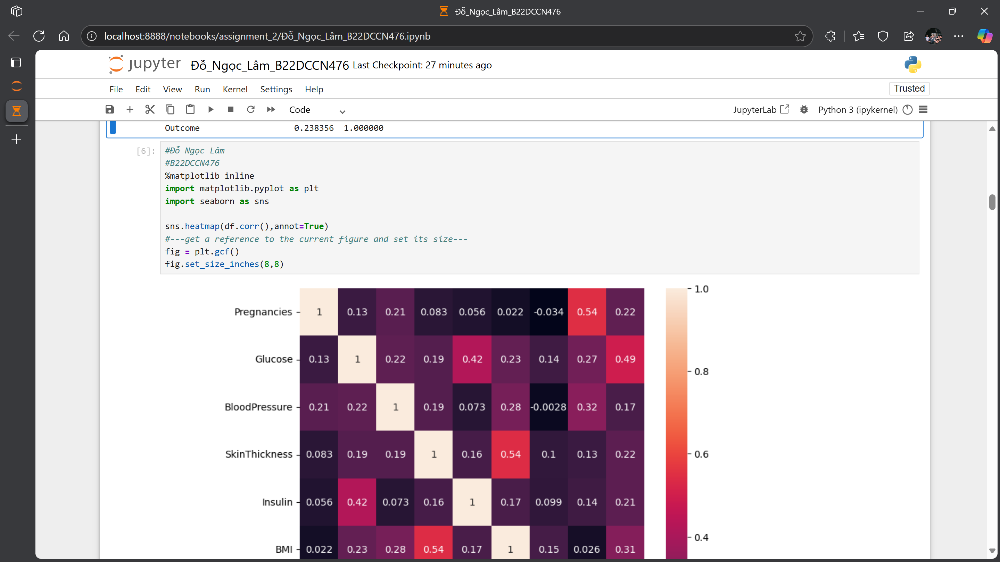 Đỗ_Ngọc_Lâm_B22DCCN476
localhost:8888/notebooks/assignment_2/Đỗ_Ngọc_Lâm_B22DCCN476.ipynb
jupyter Đỗ_Ngọc_Lâm_B22DCCN476 Last Checkpoint: 27 minutes ago
File Edit View Run Kernel Settings Help Trusted
Code JupyterLab Python 3 (ipykernel)
Outcome 0.238356 1.000000
[6]: #Đỗ Ngọc Lâm
#B22DCCN476
%matplotlib inline
import matplotlib.pyplot as plt
import seaborn as sns
sns.heatmap(df.corr(),annot=True)
#---get a reference to the current figure and set its size---
fig = plt.gcf()
fig.set_size_inches(8,8)
1.0
Pregnancies 1 0.13 0.21 0.083 0.056 0.022 -0.034 0.54 0.22
Glucose 0.13 1 0.22 0.19 0.42 0.23 0.14 0.27 0.49
0.8
BloodPressure 0.21 0.22 1 0.19 0.073 0.28 -0.0028 0.32 0.17
SkinThickness 0.083 0.19 0.19 1 0.16 0.54 0.1 0.13 0.22
0.6
Insulin 0.056 0.42 0.073 0.16 1 0.17 0.099 0.14 0.21
0.4
BMI 0.022 0.23 0.28 0.54 0.17 1 0.15 0.026 0.31